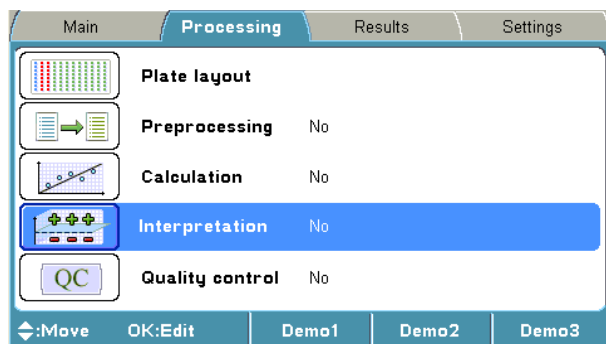 Main Processing Results Settings
Plate layout
Preprocessing No
Calculation No
Interpretation No
QC Quality control No
:Move OK:Edit Demo1 Demo2 Demo3